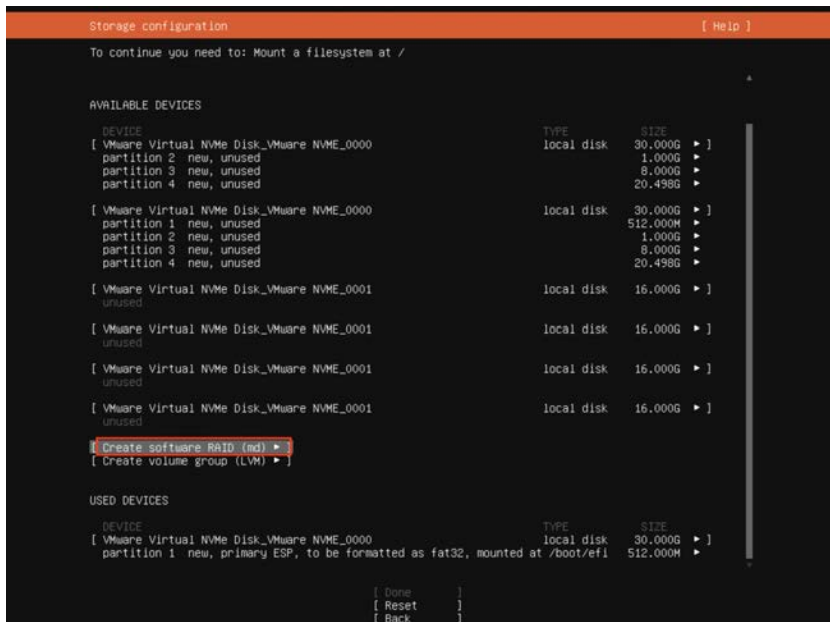 Storage configuration [ Help ]
To continue you need to: Mount a filesystem at /
AVAILABLE DEVICES
DEVICE TYPE SIZE
[ VMware Virtual NVMe Disk_VMware NVME_0000 local disk 30.000G ▸ ]
partition 2 new, unused 1.000G ▸
partition 3 new, unused 8.000G ▸
partition 4 new, unused 20.498G ▸
[ VMware Virtual NVMe Disk_VMware NVME_0000 local disk 30.000G ▸ ]
partition 1 new, unused 512.000M ▸
partition 2 new, unused 1.000G ▸
partition 3 new, unused 8.000G ▸
partition 4 new, unused 20.498G ▸
[ VMware Virtual NVMe Disk_VMware NVME_0001 local disk 16.000G ▸ ]
unused
[ VMware Virtual NVMe Disk_VMware NVME_0001 local disk 16.000G ▸ ]
unused
[ VMware Virtual NVMe Disk_VMware NVME_0001 local disk 16.000G ▸ ]
unused
[ VMware Virtual NVMe Disk_VMware NVME_0001 local disk 16.000G ▸ ]
unused
[ Create software RAID (md) ▸ ]
[ Create volume group (LVM) ▸ ]
USED DEVICES
DEVICE TYPE SIZE
[ VMware Virtual NVMe Disk_VMware NVME_0000 local disk 30.000G ▸ ]
partition 1 new, primary ESP, to be formatted as fat32, mounted at /boot/efi 512.000M ▸
[ Done ]
[ Reset ]
[ Back ]